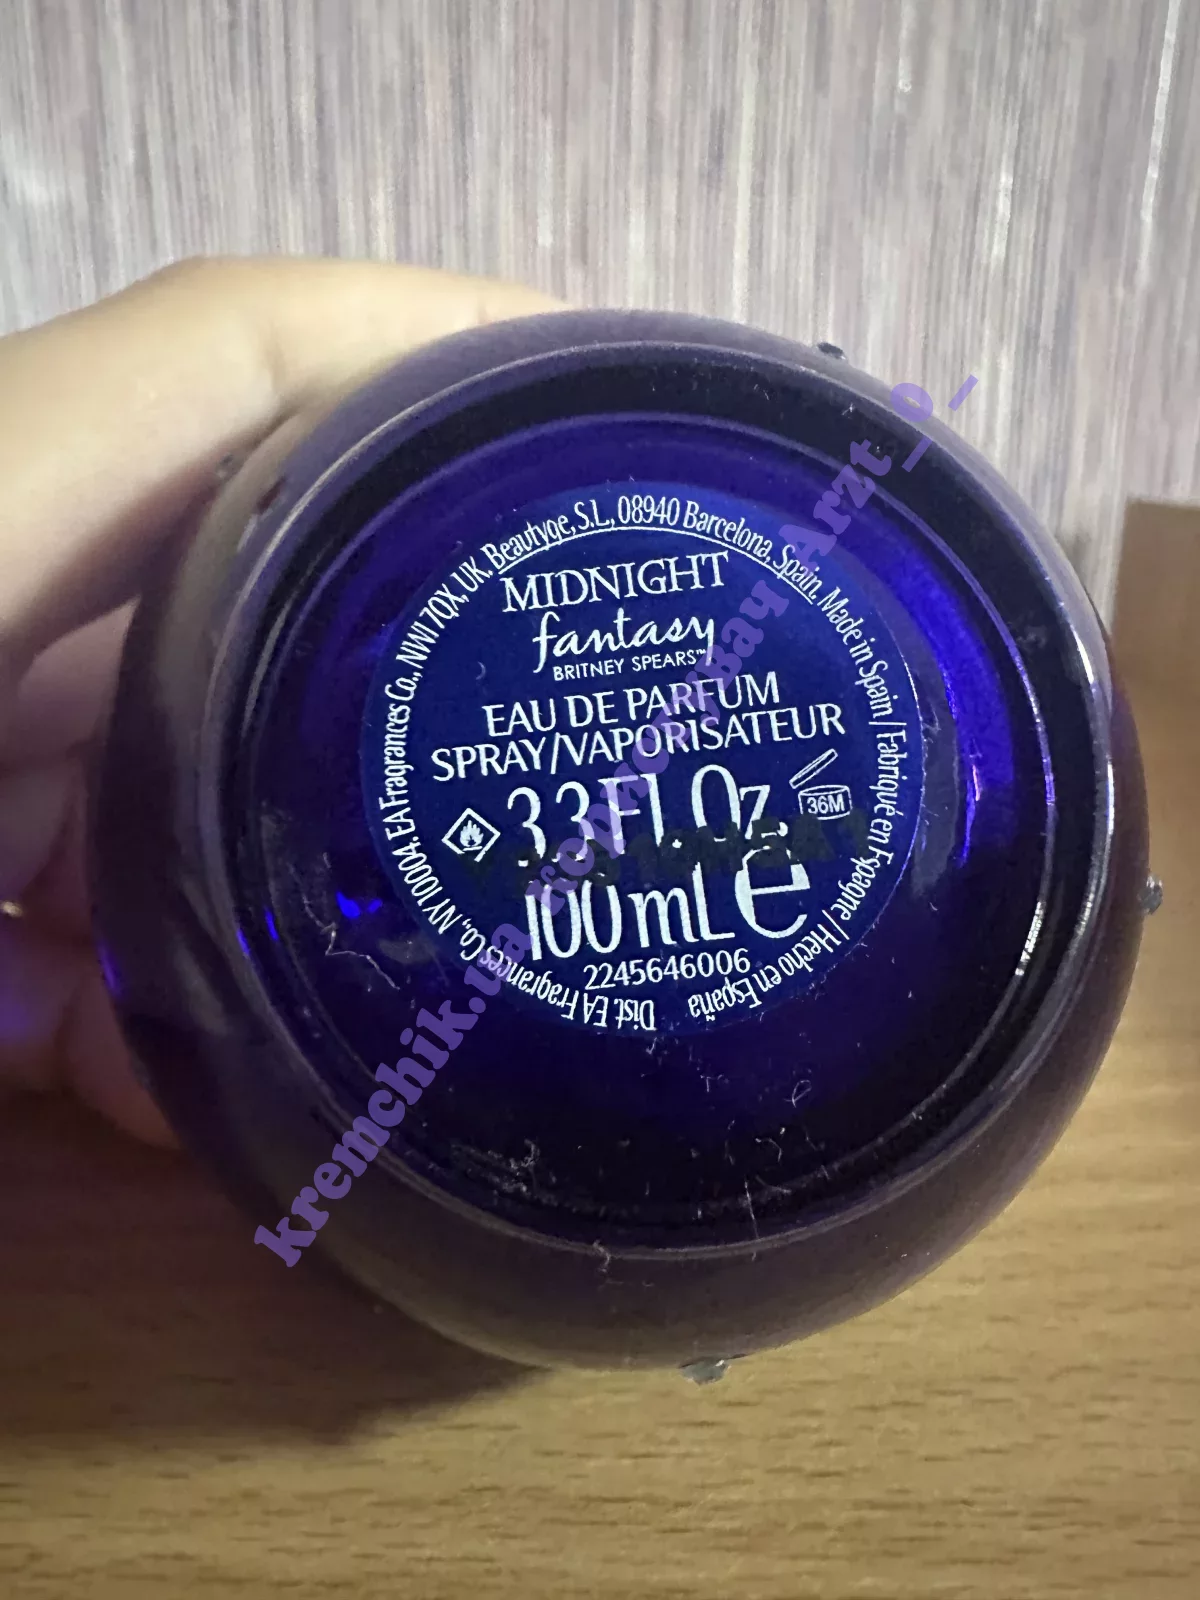 MIDNIGHT
fantasy
BRITNEY SPEARS™
EAU DE PARFUM
SPRAY/VAPORISATEUR
3.3 Fl. Oz.
100 mL e
36M
2245646006
Dist. EA Fragrances Co., NY 10004. EA Fragrances Co., NW1 7QX, UK. Beautyge, S.L., 08940 Barcelona, Spain. Made in Spain / Fabriqué en Espagne / Hecho en España
kremchik.ua користувач Arzt_o_